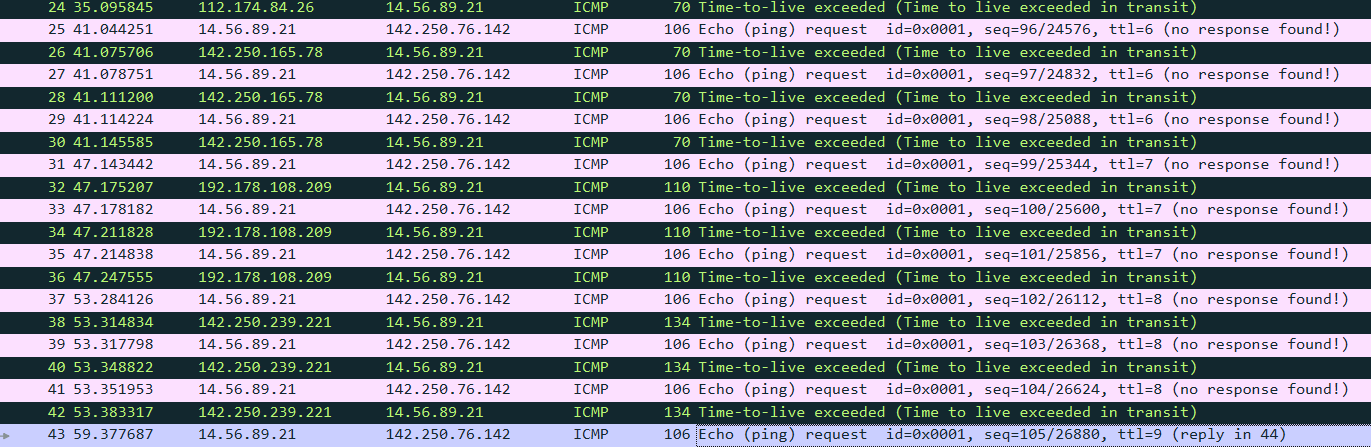 24 35.095845 112.174.84.26 14.56.89.21 ICMP 70 Time-to-live exceeded (Time to live exceeded in transit)
25 41.044251 14.56.89.21 142.250.76.142 ICMP 106 Echo (ping) request id=0x0001, seq=96/24576, ttl=6 (no response found!)
26 41.075706 142.250.165.78 14.56.89.21 ICMP 70 Time-to-live exceeded (Time to live exceeded in transit)
27 41.078751 14.56.89.21 142.250.76.142 ICMP 106 Echo (ping) request id=0x0001, seq=97/24832, ttl=6 (no response found!)
28 41.111200 142.250.165.78 14.56.89.21 ICMP 70 Time-to-live exceeded (Time to live exceeded in transit)
29 41.114224 14.56.89.21 142.250.76.142 ICMP 106 Echo (ping) request id=0x0001, seq=98/25088, ttl=6 (no response found!)
30 41.145585 142.250.165.78 14.56.89.21 ICMP 70 Time-to-live exceeded (Time to live exceeded in transit)
31 47.143442 14.56.89.21 142.250.76.142 ICMP 106 Echo (ping) request id=0x0001, seq=99/25344, ttl=7 (no response found!)
32 47.175207 192.178.108.209 14.56.89.21 ICMP 110 Time-to-live exceeded (Time to live exceeded in transit)
33 47.178182 14.56.89.21 142.250.76.142 ICMP 106 Echo (ping) request id=0x0001, seq=100/25600, ttl=7 (no response found!)
34 47.211828 192.178.108.209 14.56.89.21 ICMP 110 Time-to-live exceeded (Time to live exceeded in transit)
35 47.214838 14.56.89.21 142.250.76.142 ICMP 106 Echo (ping) request id=0x0001, seq=101/25856, ttl=7 (no response found!)
36 47.247555 192.178.108.209 14.56.89.21 ICMP 110 Time-to-live exceeded (Time to live exceeded in transit)
37 53.284126 14.56.89.21 142.250.76.142 ICMP 106 Echo (ping) request id=0x0001, seq=102/26112, ttl=8 (no response found!)
38 53.314834 142.250.239.221 14.56.89.21 ICMP 134 Time-to-live exceeded (Time to live exceeded in transit)
39 53.317798 14.56.89.21 142.250.76.142 ICMP 106 Echo (ping) request id=0x0001, seq=103/26368, ttl=8 (no response found!)
40 53.348822 142.250.239.221 14.56.89.21 ICMP 134 Time-to-live exceeded (Time to live exceeded in transit)
41 53.351953 14.56.89.21 142.250.76.142 ICMP 106 Echo (ping) request id=0x0001, seq=104/26624, ttl=8 (no response found!)
42 53.383317 142.250.239.221 14.56.89.21 ICMP 134 Time-to-live exceeded (Time to live exceeded in transit)
43 59.377687 14.56.89.21 142.250.76.142 ICMP 106 Echo (ping) request id=0x0001, seq=105/26880, ttl=9 (reply in 44)